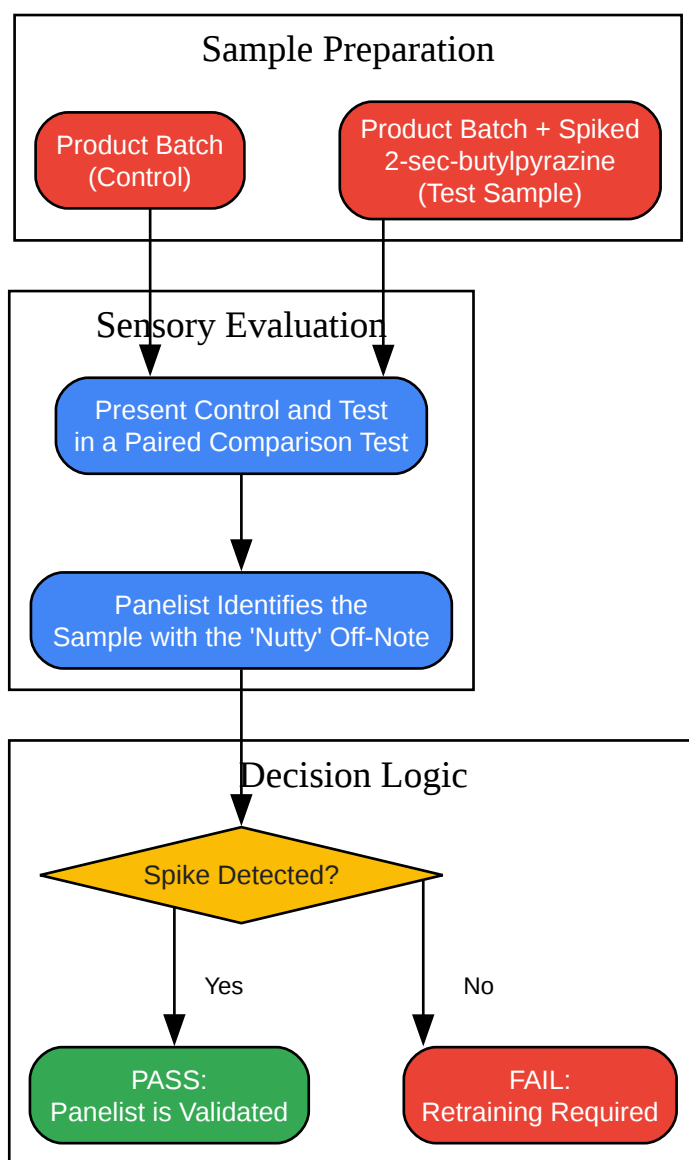 Sample Preparation
Product Batch
(Control)
Product Batch + Spiked
2-sec-butylpyrazine
(Test Sample)
Sensory Evaluation
Present Control and Test
in a Paired Comparison Test
Panelist Identifies the
Sample with the 'Nutty' Off-Note
Decision Logic
Spike Detected?
Yes
No
PASS:
Panelist is Validated
FAIL:
Retraining Required